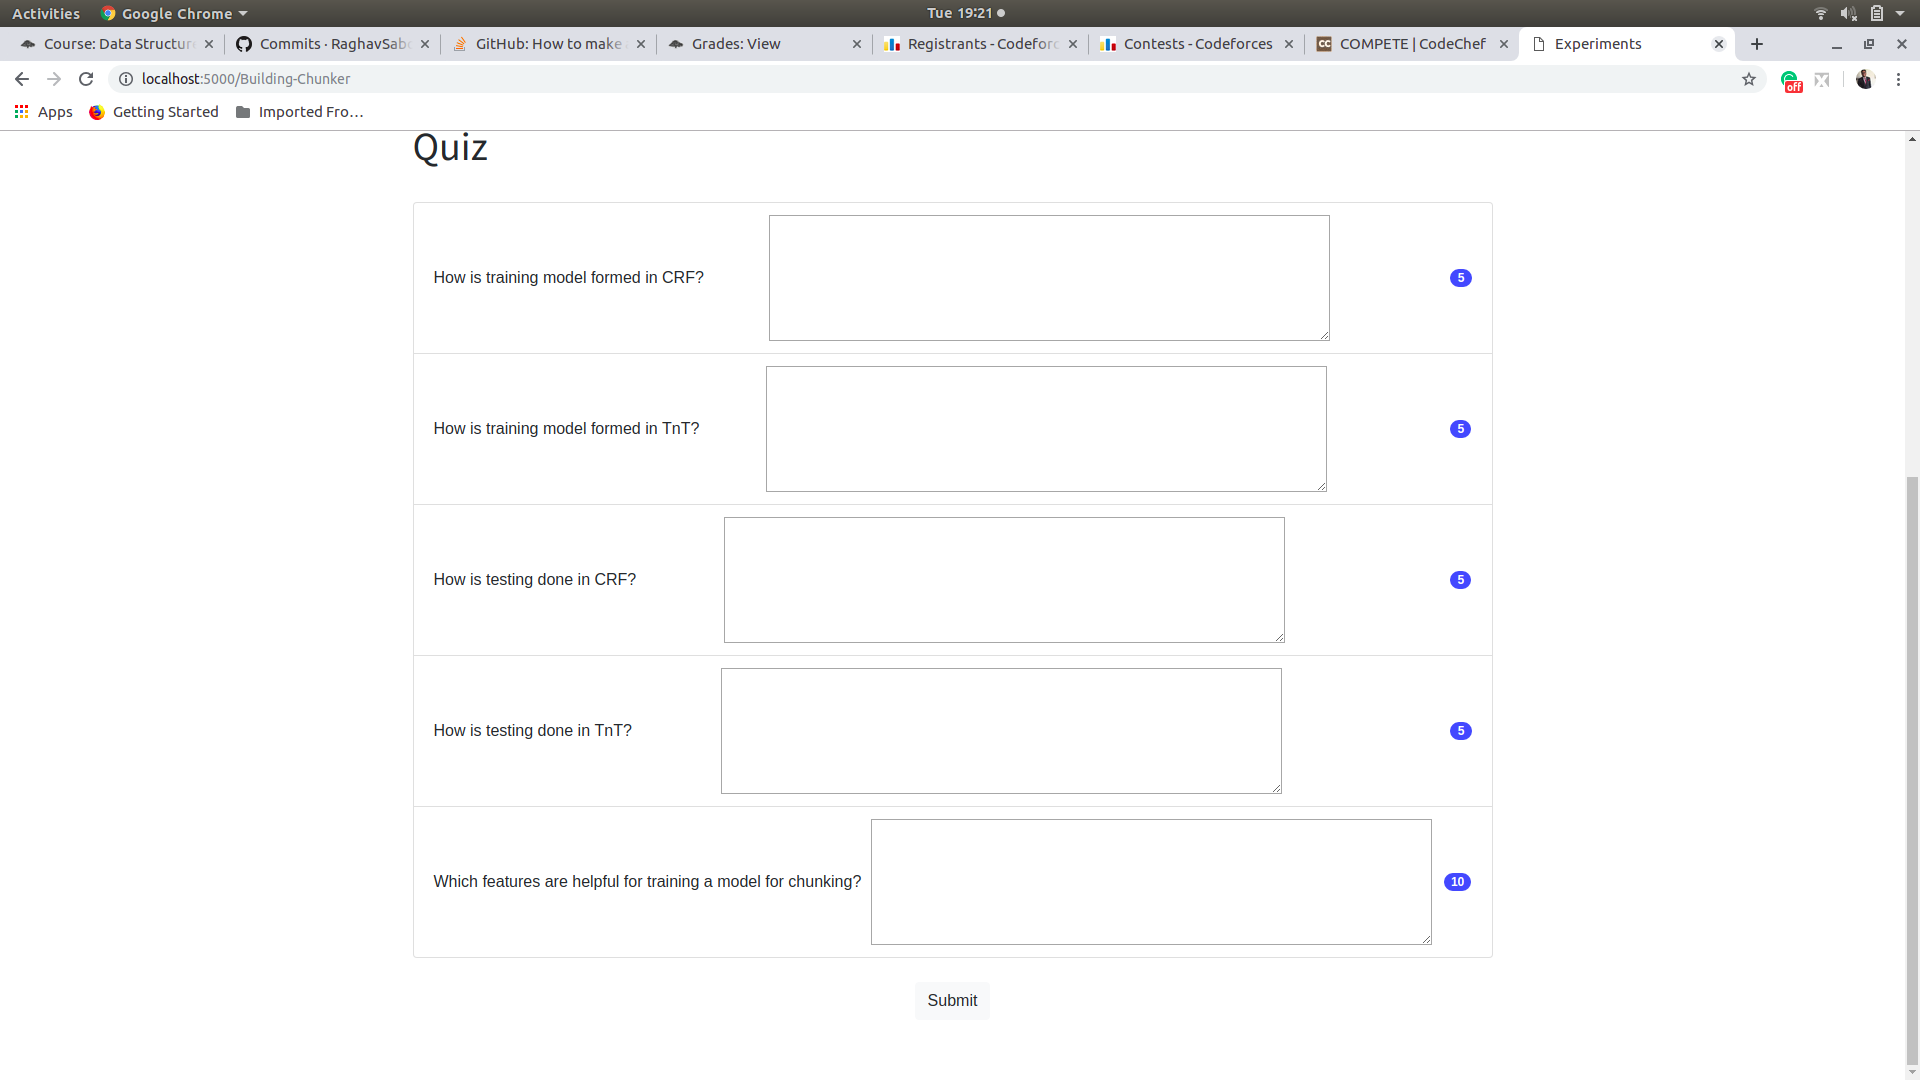 Activities Google Chrome Tue 19:21
Course: Data Structur Commits · RaghavSab GitHub: How to make Grades: View Registrants - Codeforc Contests - Codeforces CC COMPETE | CodeChef Experiments
localhost:5000/Building-Chunker off
Apps Getting Started Imported Fro…
Quiz
How is training model formed in CRF? 5
How is training model formed in TnT? 5
How is testing done in CRF? 5
How is testing done in TnT? 5
Which features are helpful for training a model for chunking? 10
Submit